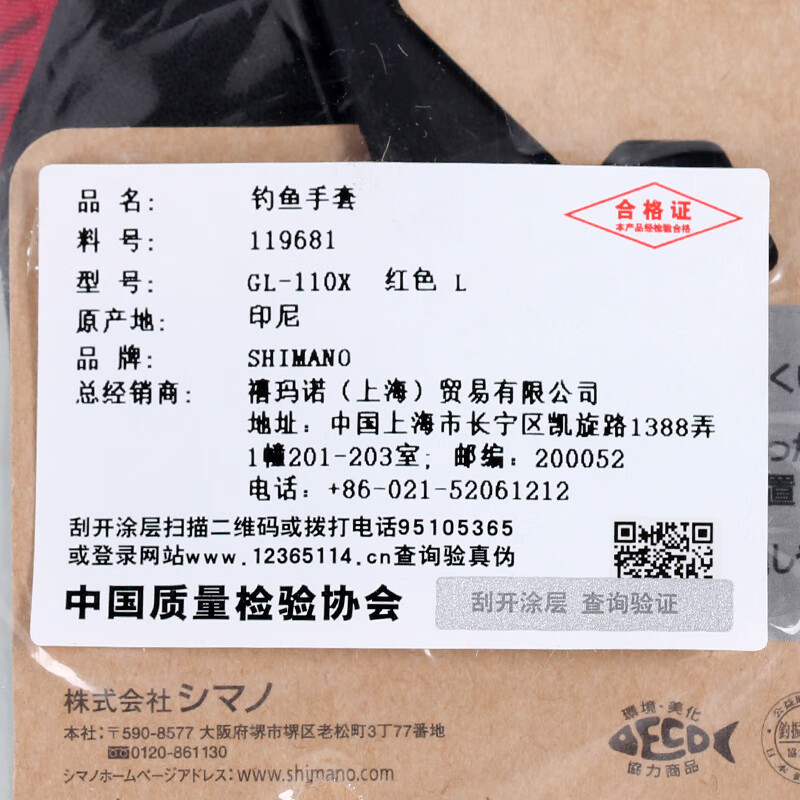 品 名: 钓鱼手套
合格证
本产品经检验合格
料 号: 119681
型 号: GL-110X 红色 L
原产地: 印尼
品 牌: SHIMANO
总经销商: 禧玛诺（上海）贸易有限公司
地址: 中国上海市长宁区凯旋路1388弄
1幢201-203室; 邮编: 200052
电话: +86-021-52061212
刮开涂层扫描二维码或拨打电话95105365
或登录网站www.12365114.cn查询验真伪
中国质量检验协会
刮开涂层 查询验证
株式会社シマノ
本社:〒590-8577 大阪府堺市堺区老松町3丁77番地
0120-861130
シマノホームページアドレス:www.shimano.com
環境・美化
ECO
協力商品